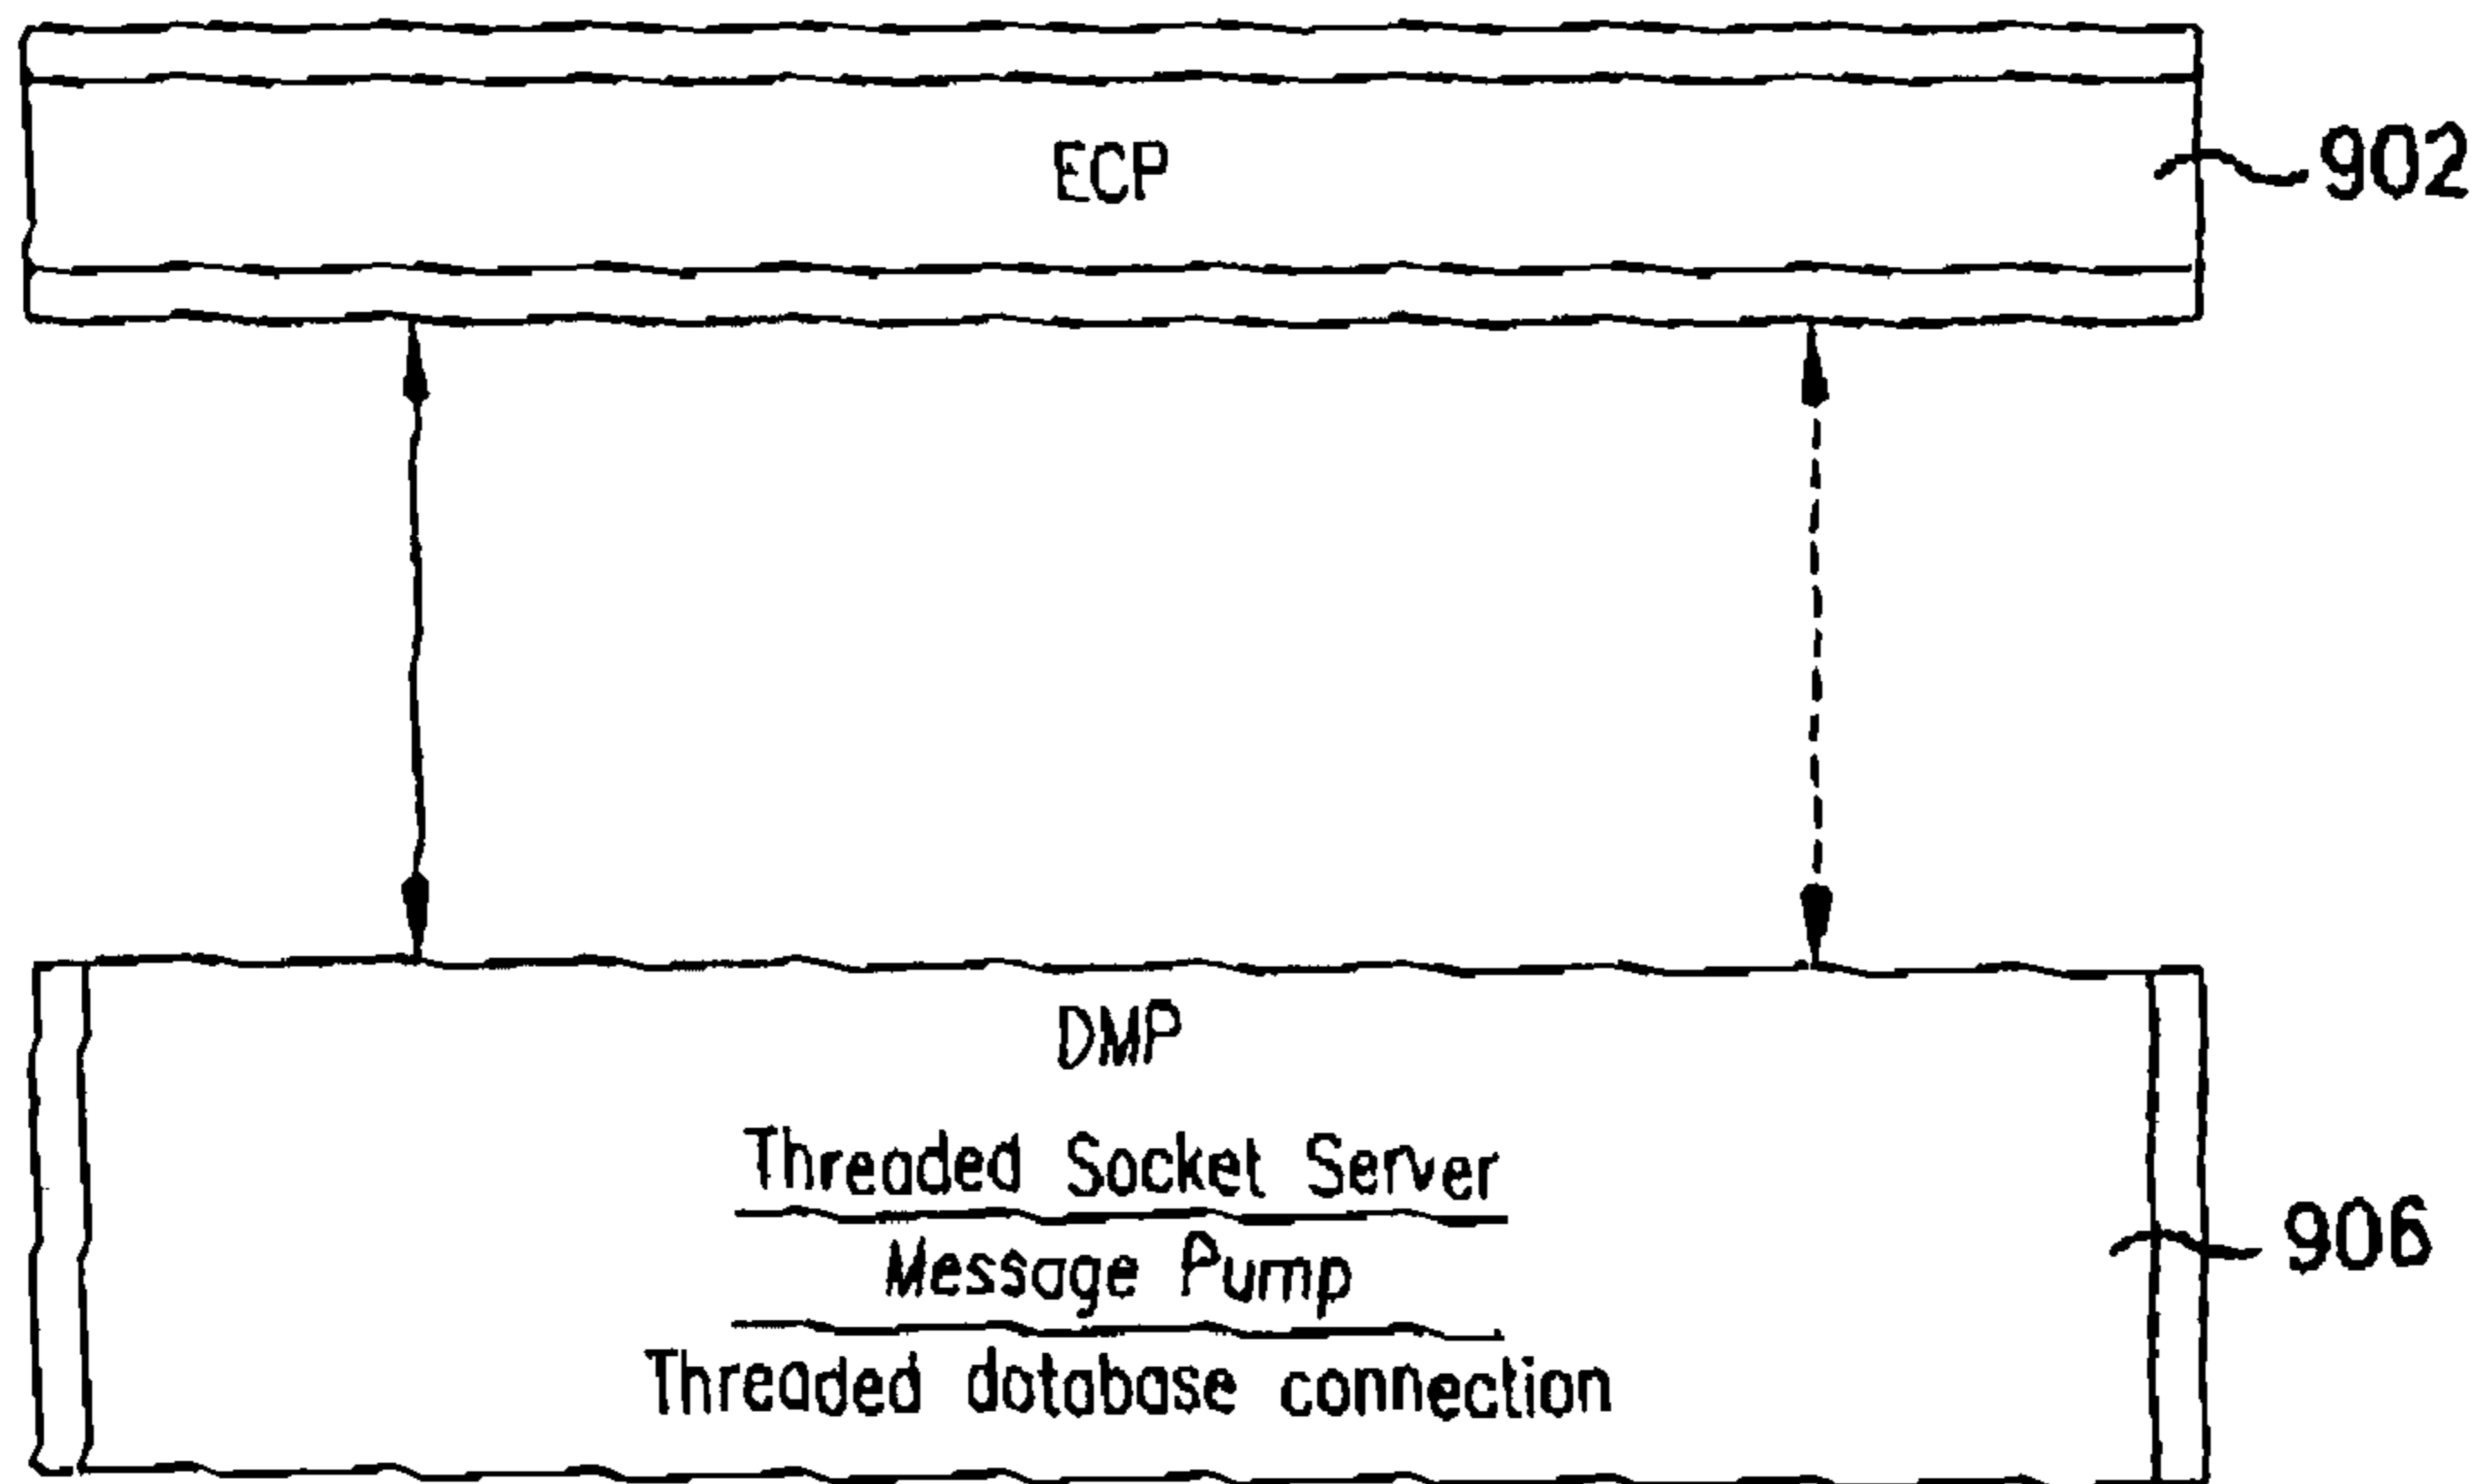 ECP
902
DMP
Threaded Socket Server
Message Pump
Threaded database connection
906